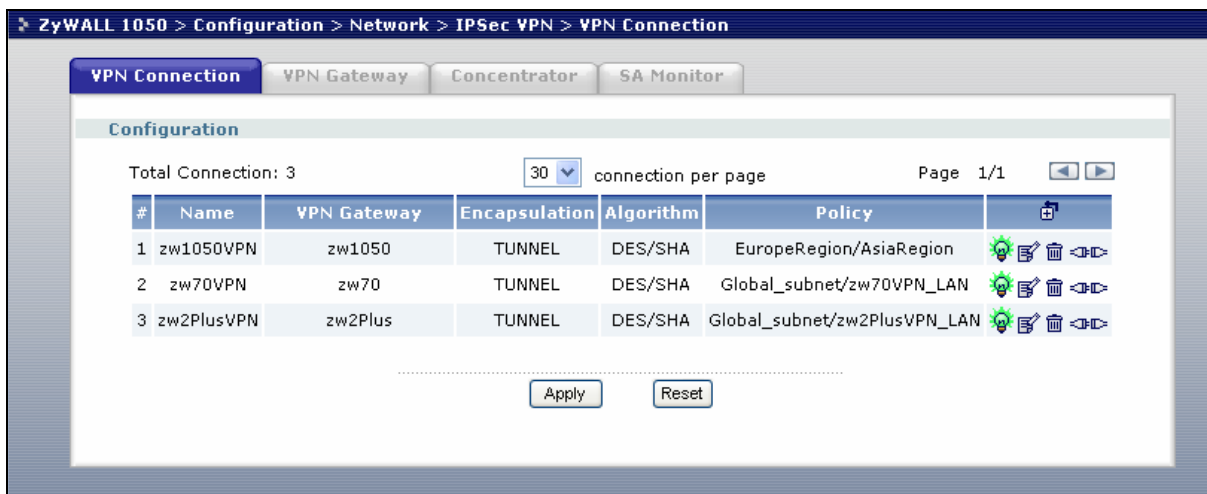 ZyWALL 1050 > Configuration > Network > IPSec VPN > VPN Connection
VPN Connection VPN Gateway Concentrator SA Monitor
Configuration
Total Connection: 3 30 connection per page Page 1/1
# Name VPN Gateway Encapsulation Algorithm Policy
1 zw1050VPN zw1050 TUNNEL DES/SHA EuropeRegion/AsiaRegion
2 zw70VPN zw70 TUNNEL DES/SHA Global_subnet/zw70VPN_LAN
3 zw2PlusVPN zw2Plus TUNNEL DES/SHA Global_subnet/zw2PlusVPN_LAN
Apply Reset